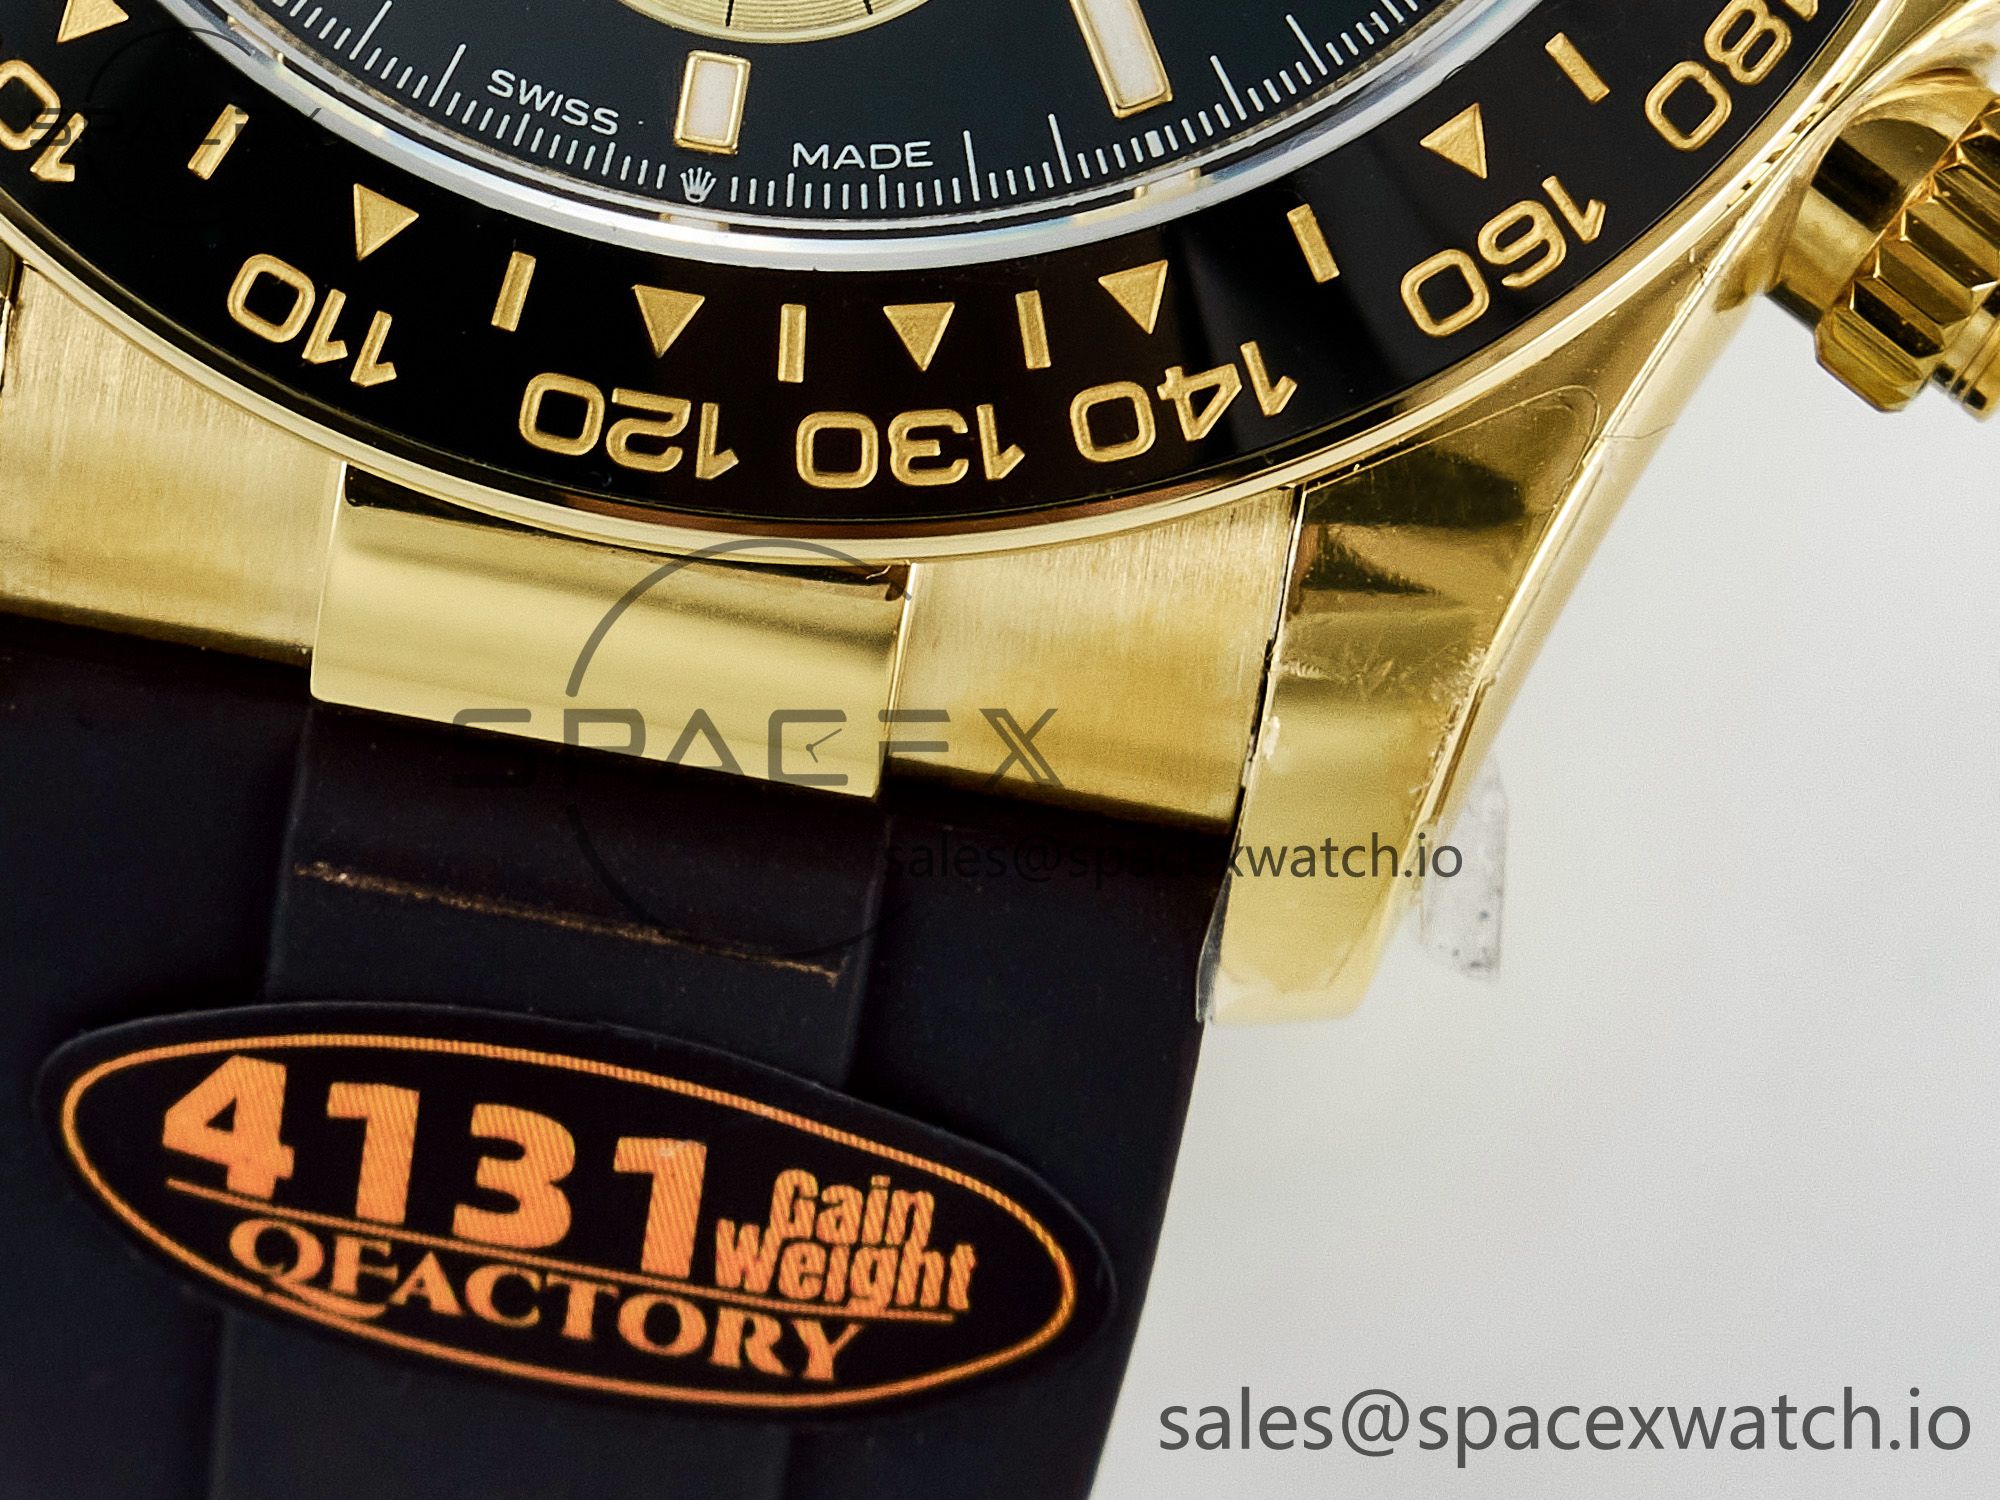 SWISS MADE
110 120 130 140 160 180
SPACEX
sales@spacexwatch.io
4131
Gain
Weight
QFACTORY
sales@spacexwatch.io